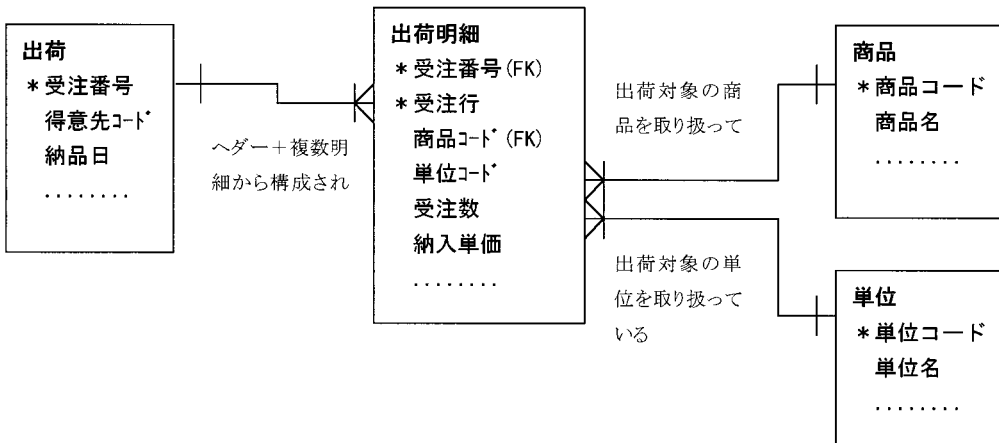 出荷
*受注番号
得意先ｺｰﾄﾞ
納品日
........
ヘダー＋複数明
細から構成され
出荷明細
*受注番号(FK)
*受注行
商品ｺｰﾄﾞ(FK)
単位ｺｰﾄﾞ
受注数
納入単価
........
出荷対象の商
品を取り扱って
出荷対象の単
位を取り扱って
いる
商品
*商品コード
商品名
........
単位
*単位コード
単位名
........